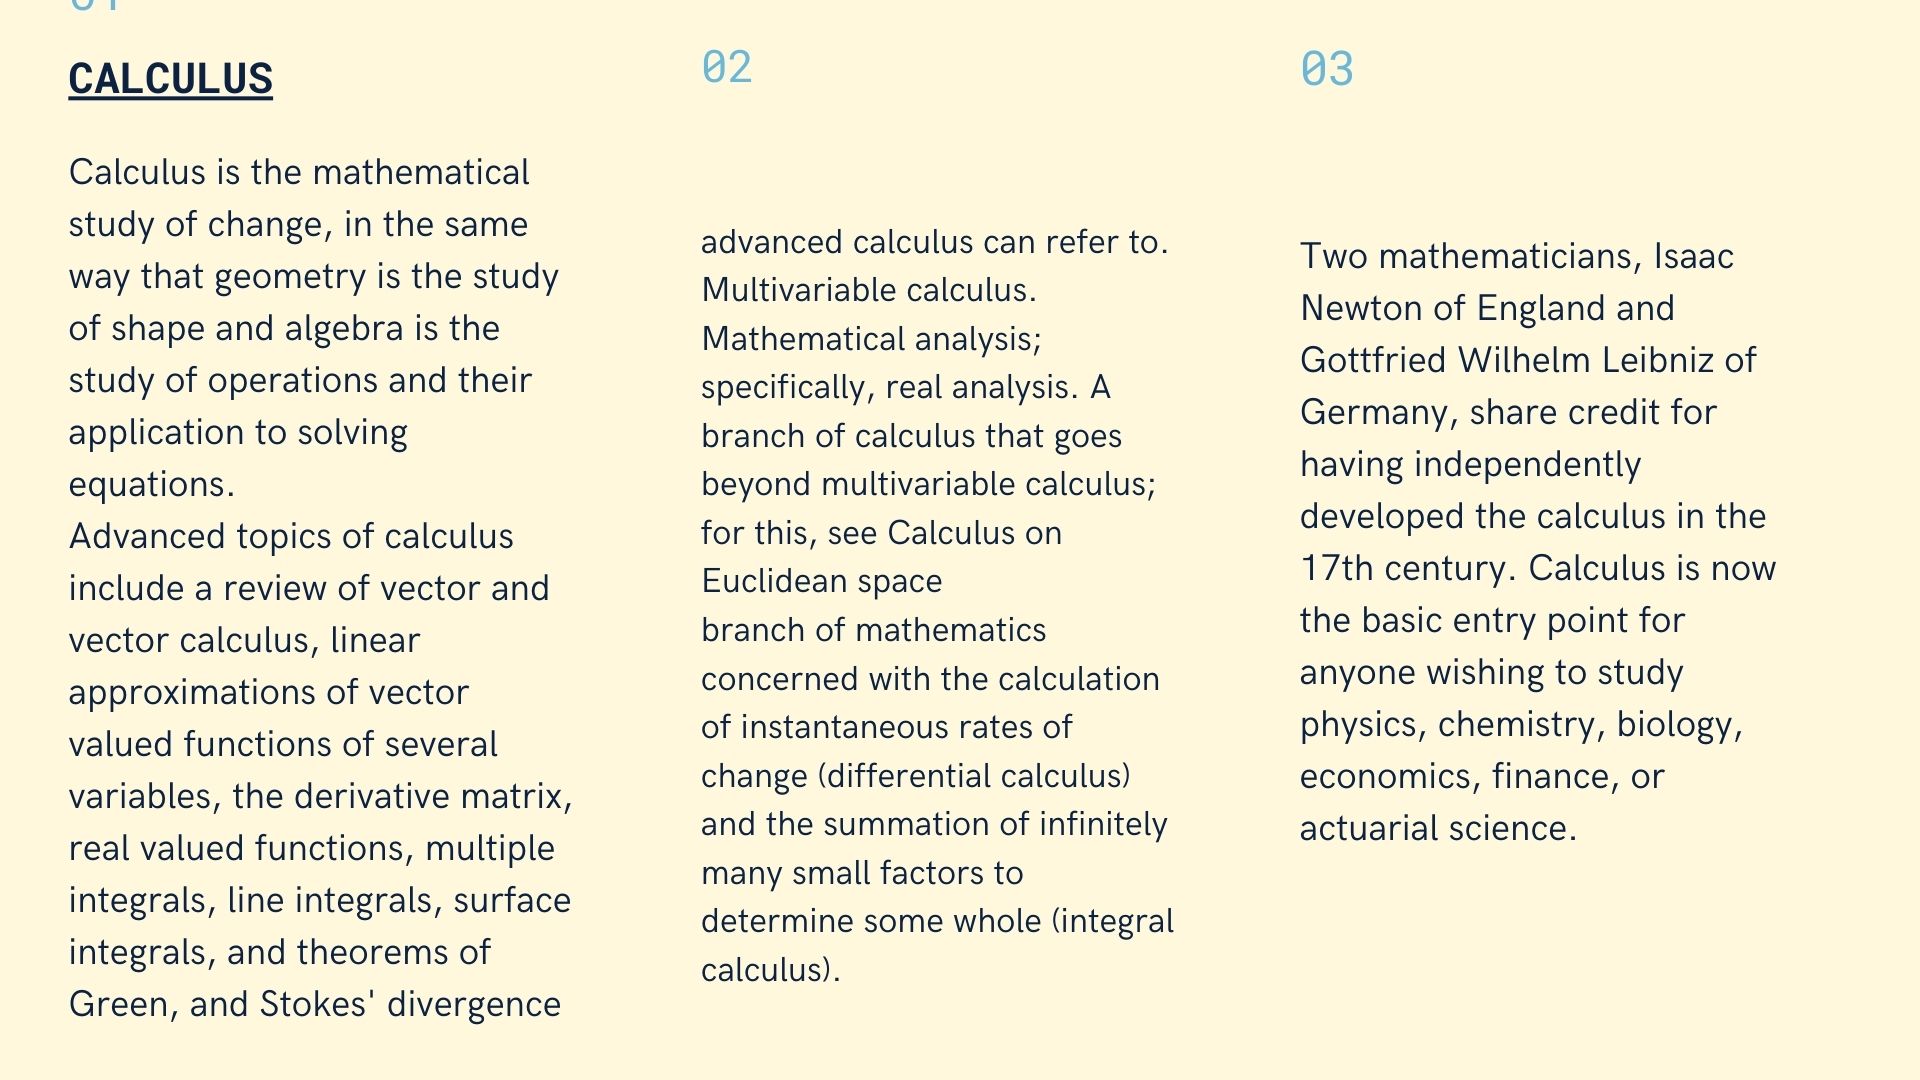 01
CALCULUS
Calculus is the mathematical
study of change, in the same
way that geometry is the study
of shape and algebra is the
study of operations and their
application to solving
equations.
Advanced topics of calculus
include a review of vector and
vector calculus, linear
approximations of vector
valued functions of several
variables, the derivative matrix,
real valued functions, multiple
integrals, line integrals, surface
integrals, and theorems of
Green, and Stokes' divergence
02
advanced calculus can refer to.
Multivariable calculus.
Mathematical analysis;
specifically, real analysis. A
branch of calculus that goes
beyond multivariable calculus;
for this, see Calculus on
Euclidean space
branch of mathematics
concerned with the calculation
of instantaneous rates of
change (differential calculus)
and the summation of infinitely
many small factors to
determine some whole (integral
calculus).
03
Two mathematicians, Isaac
Newton of England and
Gottfried Wilhelm Leibniz of
Germany, share credit for
having independently
developed the calculus in the
17th century. Calculus is now
the basic entry point for
anyone wishing to study
physics, chemistry, biology,
economics, finance, or
actuarial science.